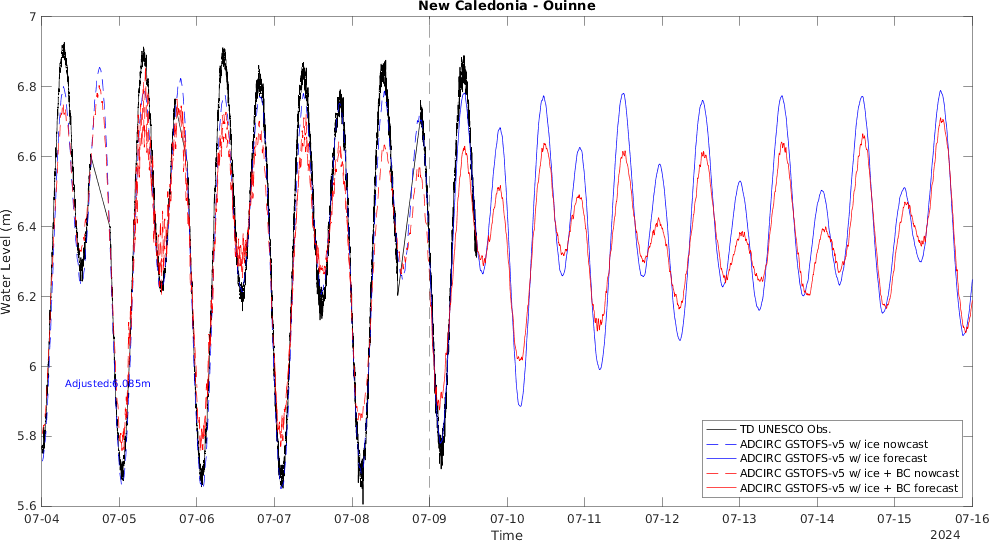 New Caledonia - Ouinne
Water Level (m)
7
6.8
6.6
6.4
6.2
6
5.8
5.6
Adjusted:6.085m
TD UNESCO Obs.
ADCIRC GSTOFS-v5 w/ ice nowcast
ADCIRC GSTOFS-v5 w/ ice forecast
ADCIRC GSTOFS-v5 w/ ice + BC nowcast
ADCIRC GSTOFS-v5 w/ ice + BC forecast
07-04 07-05 07-06 07-07 07-08 07-09 07-10 07-11 07-12 07-13 07-14 07-15 07-16
Time
2024